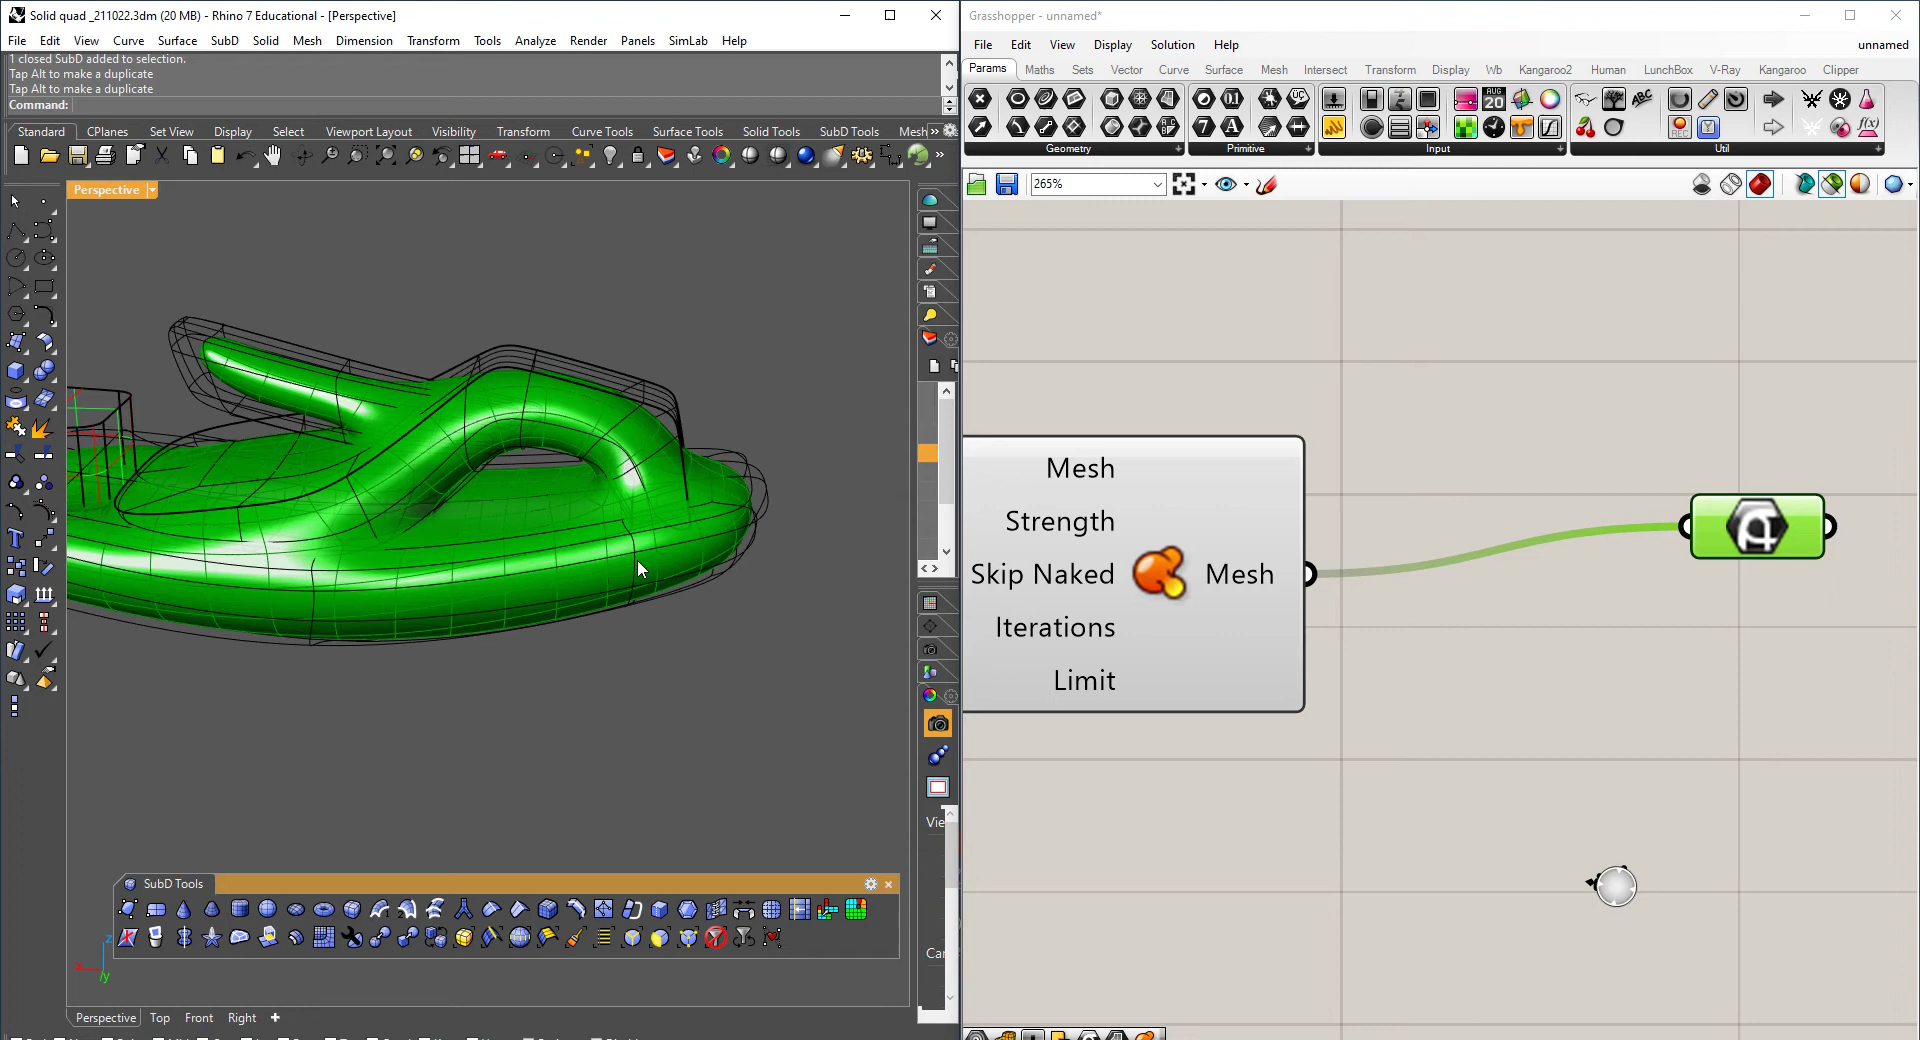 Solid quad _211022.3dm (20 MB) - Rhino 7 Educational - [Perspective]
File Edit View Curve Surface SubD Solid Mesh Dimension Transform Tools Analyze Render Panels SimLab Help
1 closed SubD added to selection.
Tap Alt to make a duplicate
Tap Alt to make a duplicate
Command:
Standard CPlanes Set View Display Select Viewport Layout Visibility Transform Curve Tools Surface Tools Solid Tools SubD Tools Mesh »
Perspective
Vie
Car
SubD Tools
z
x
y
Perspective Top Front Right
Grasshopper - unnamed*
File Edit View Display Solution Help unnamed
Params Maths Sets Vector Curve Surface Mesh Intersect Transform Display Wb Kangaroo2 Human LunchBox V-Ray Kangaroo Clipper
Geometry Primitive Input Util
265%
Mesh
Strength
Skip Naked Mesh
Iterations
Limit